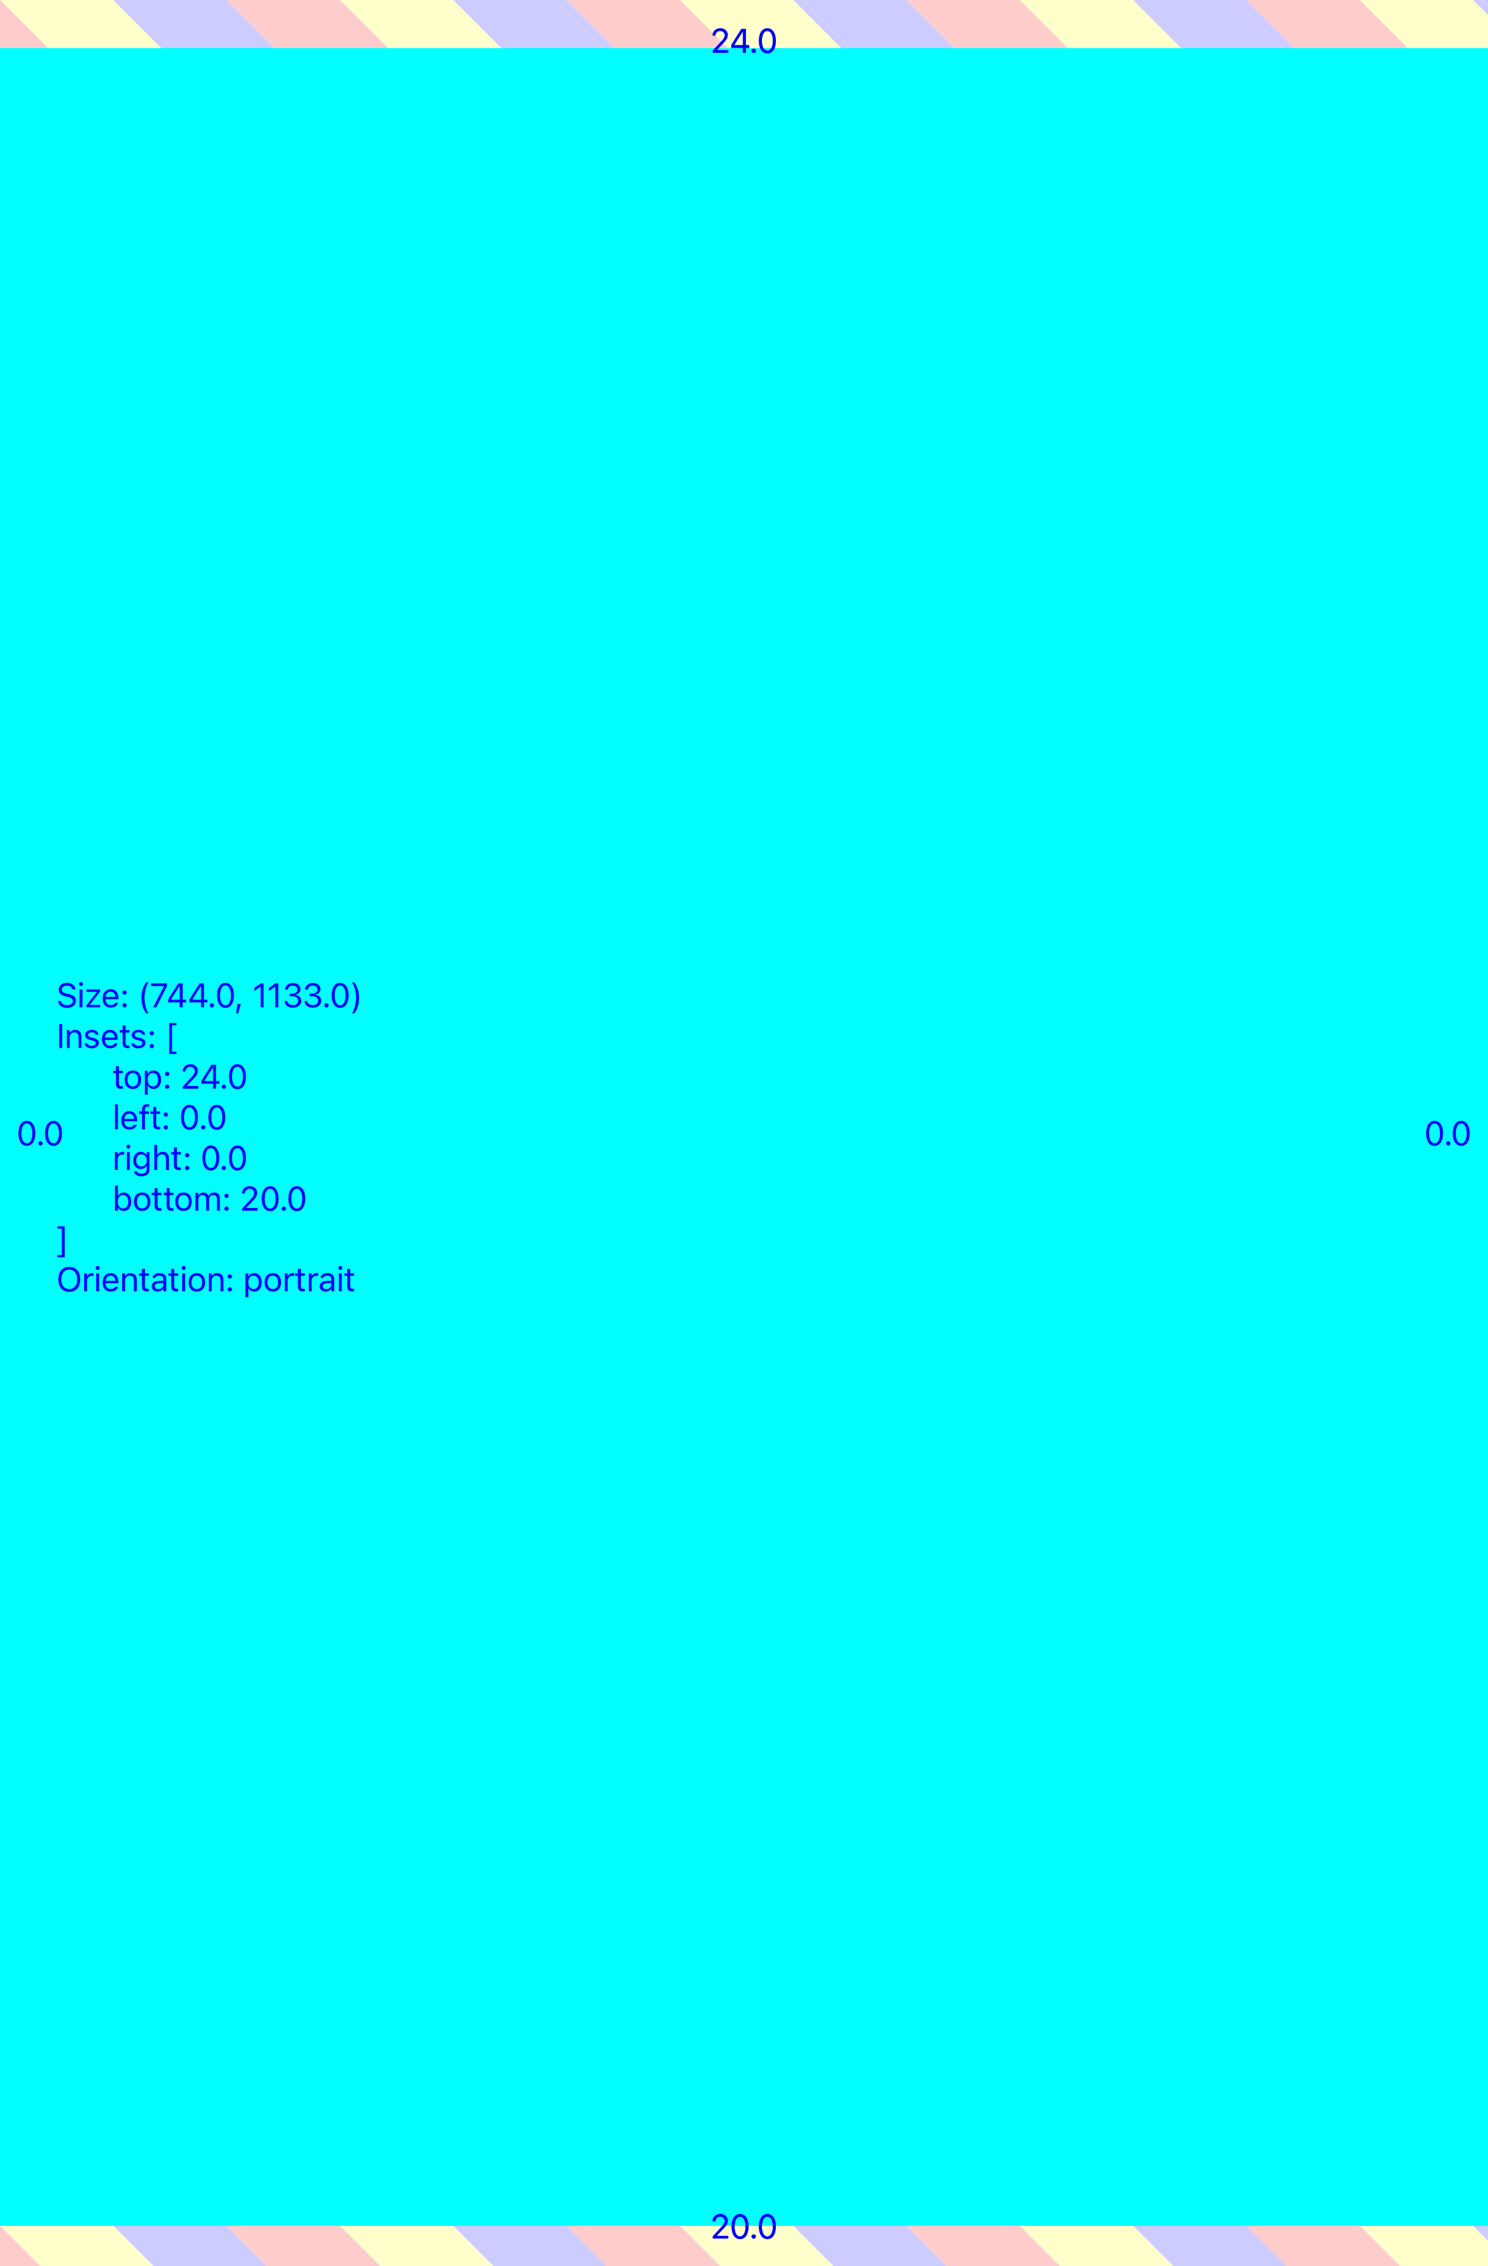 24.0
Size: (744.0, 1133.0)
Insets: [
top: 24.0
left: 0.0
0.0
0.0
right: 0.0
bottom: 20.0
]
Orientation: portrait
20.0